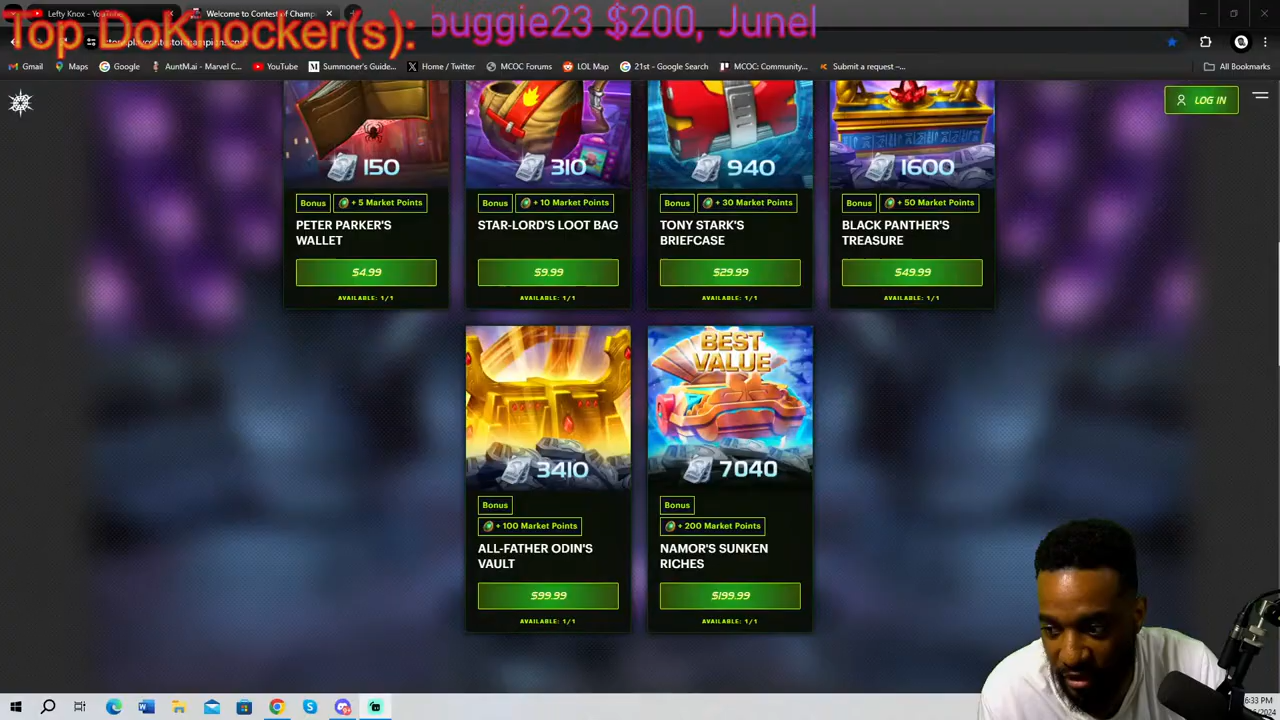 Lefty Knox - YouTube
Welcome to Contest of Champ
Top DoKnocker(s):
buggie23 $200, Junel
Gmail
Maps
Google
AuntM.ai - Marvel C...
YouTube
Summoner's Guide...
Home / Twitter
MCOC Forums
LOL Map
21st - Google Search
MCOC: Community...
Submit a request –...
All Bookmarks
LOG IN
150
310
940
1600
Bonus + 5 Market Points
Bonus + 10 Market Points
Bonus + 30 Market Points
Bonus + 50 Market Points
PETER PARKER'S
WALLET
STAR-LORD'S LOOT BAG
TONY STARK'S
BRIEFCASE
BLACK PANTHER'S
TREASURE
$4.99
$9.99
$29.99
$49.99
AVAILABLE: 1/1
AVAILABLE: 1/1
AVAILABLE: 1/1
AVAILABLE: 1/1
BEST
VALUE
3410
7040
Bonus
+ 100 Market Points
Bonus
+ 200 Market Points
ALL-FATHER ODIN'S
VAULT
NAMOR'S SUNKEN
RICHES
$99.99
$199.99
AVAILABLE: 1/1
AVAILABLE: 1/1
6:33 PM